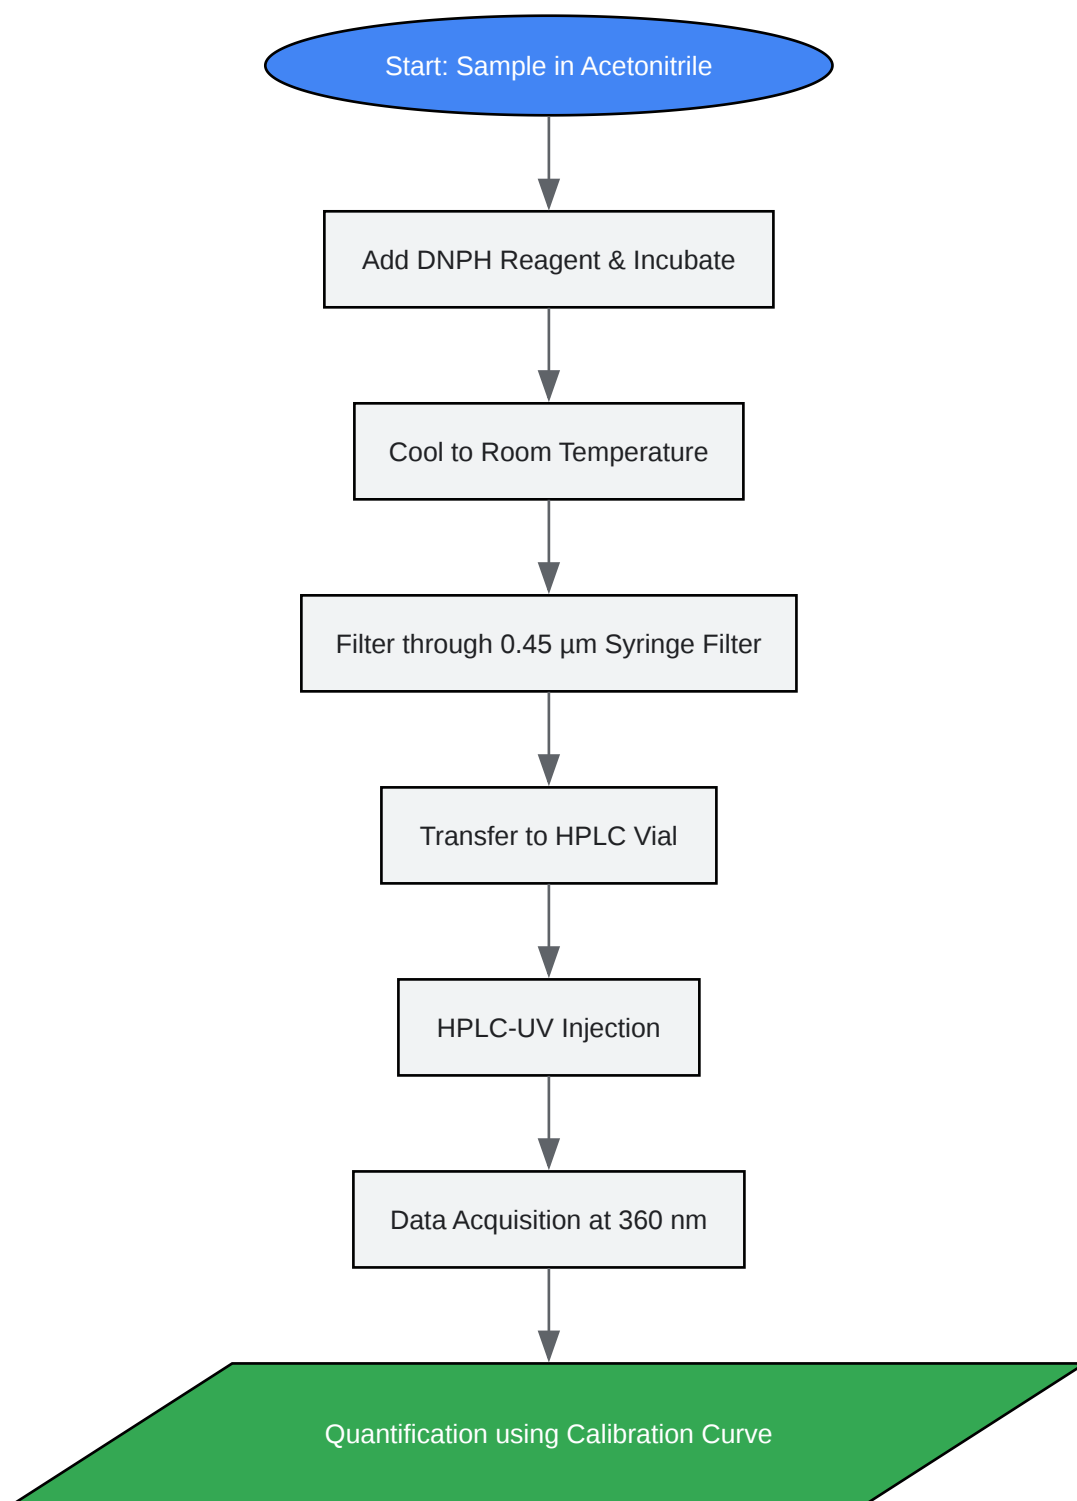 Start: Sample in Acetonitrile
Add DNPH Reagent & Incubate
Cool to Room Temperature
Filter through 0.45 µm Syringe Filter
Transfer to HPLC Vial
HPLC-UV Injection
Data Acquisition at 360 nm
Quantification using Calibration Curve